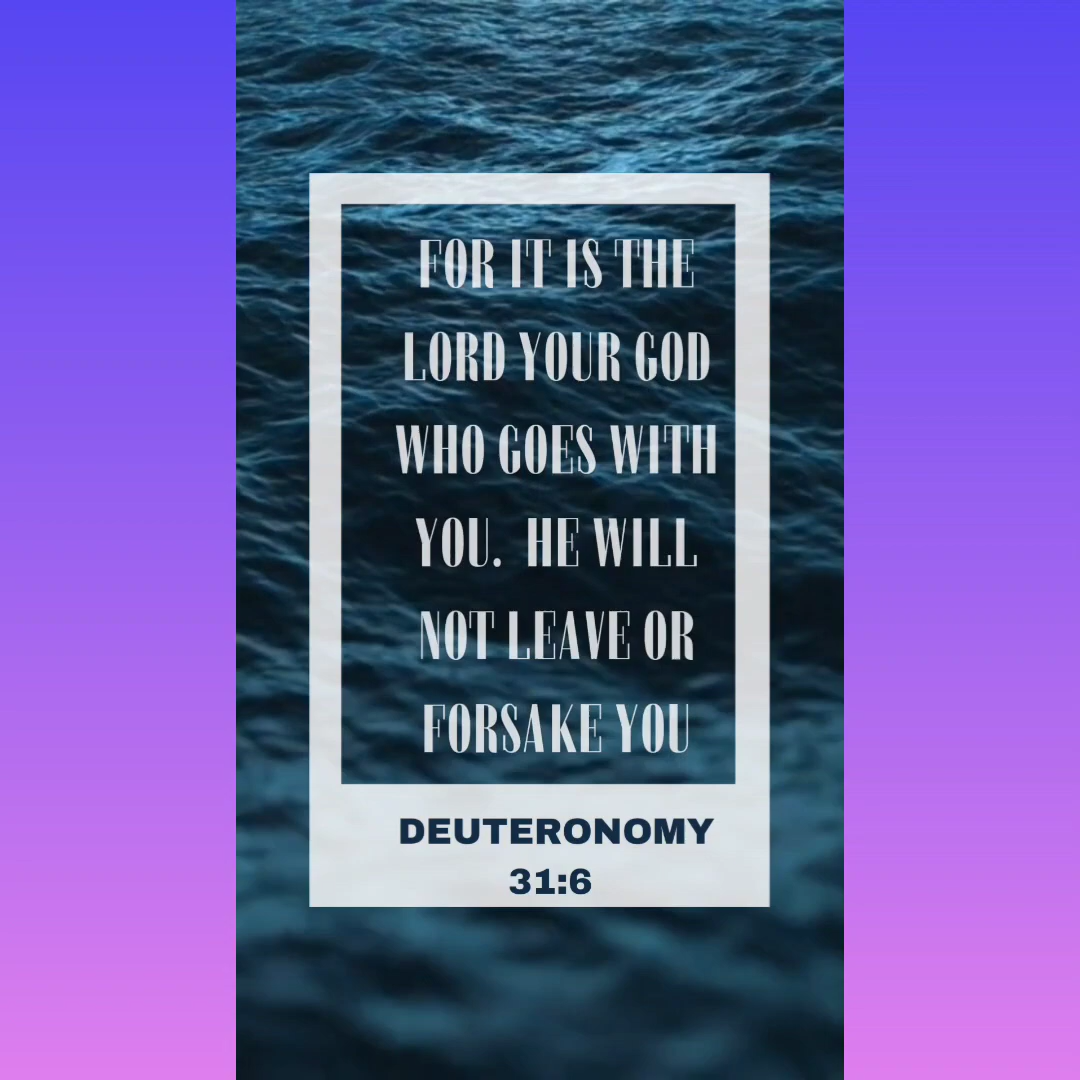 FOR IT IS THE
LORD YOUR GOD
WHO GOES WITH
YOU.  HE WILL
NOT LEAVE OR
FORSAKE YOU
DEUTERONOMY
31:6